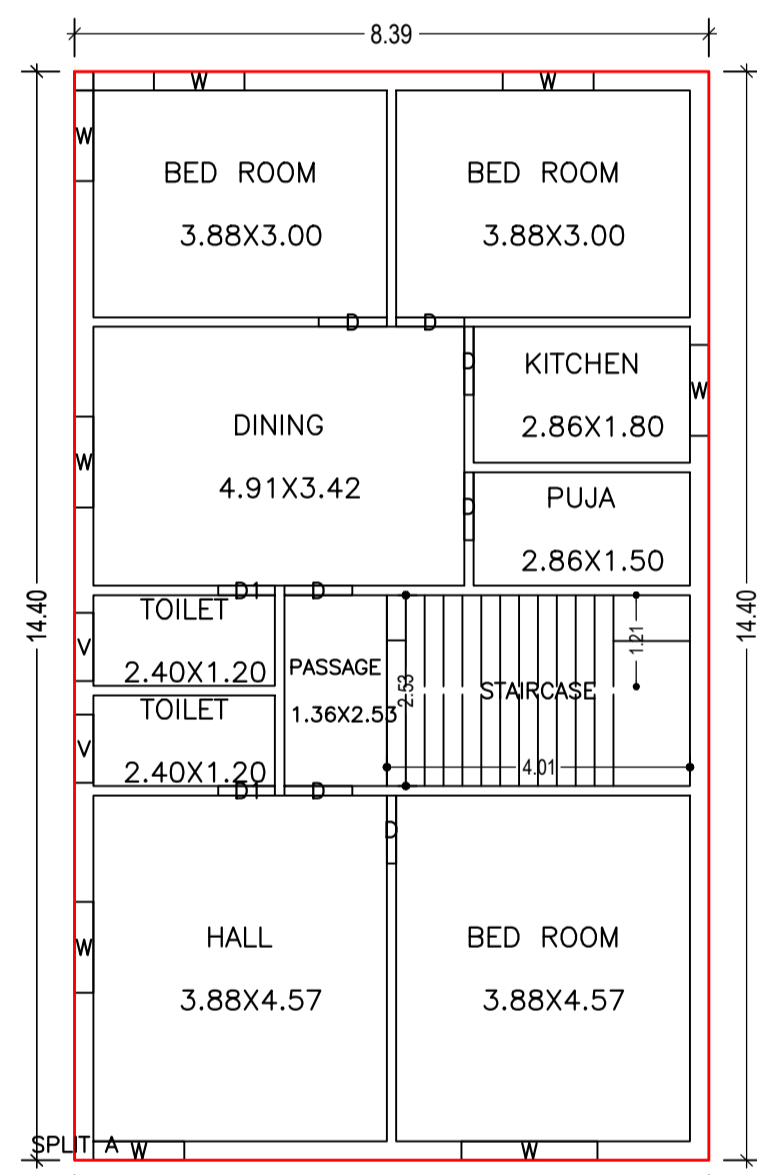 8.39
W
W
W
BED ROOM
BED ROOM
3.88X3.00
3.88X3.00
D
D
D
KITCHEN
W
2.86X1.80
DINING
W
4.91X3.42
D
PUJA
2.86X1.50
14.40
14.40
D1
D
TOILET
V
2.40X1.20
PASSAGE
1.36X2.53
2.53
STAIRCASE
1.21
4.01
TOILET
V
2.40X1.20
D1
D
D
HALL
W
3.88X4.57
BED ROOM
3.88X4.57
SPLIT A
W
W